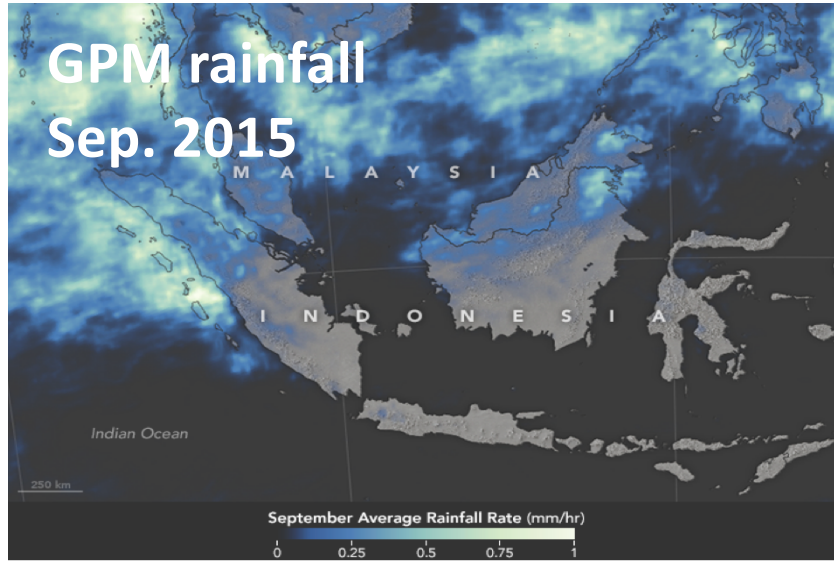 GPM rainfall
Sep. 2015
MALAYSIA
INDONESIA
Indian Ocean
250 km
September Average Rainfall Rate (mm/hr)
0 0.25 0.5 0.75 1